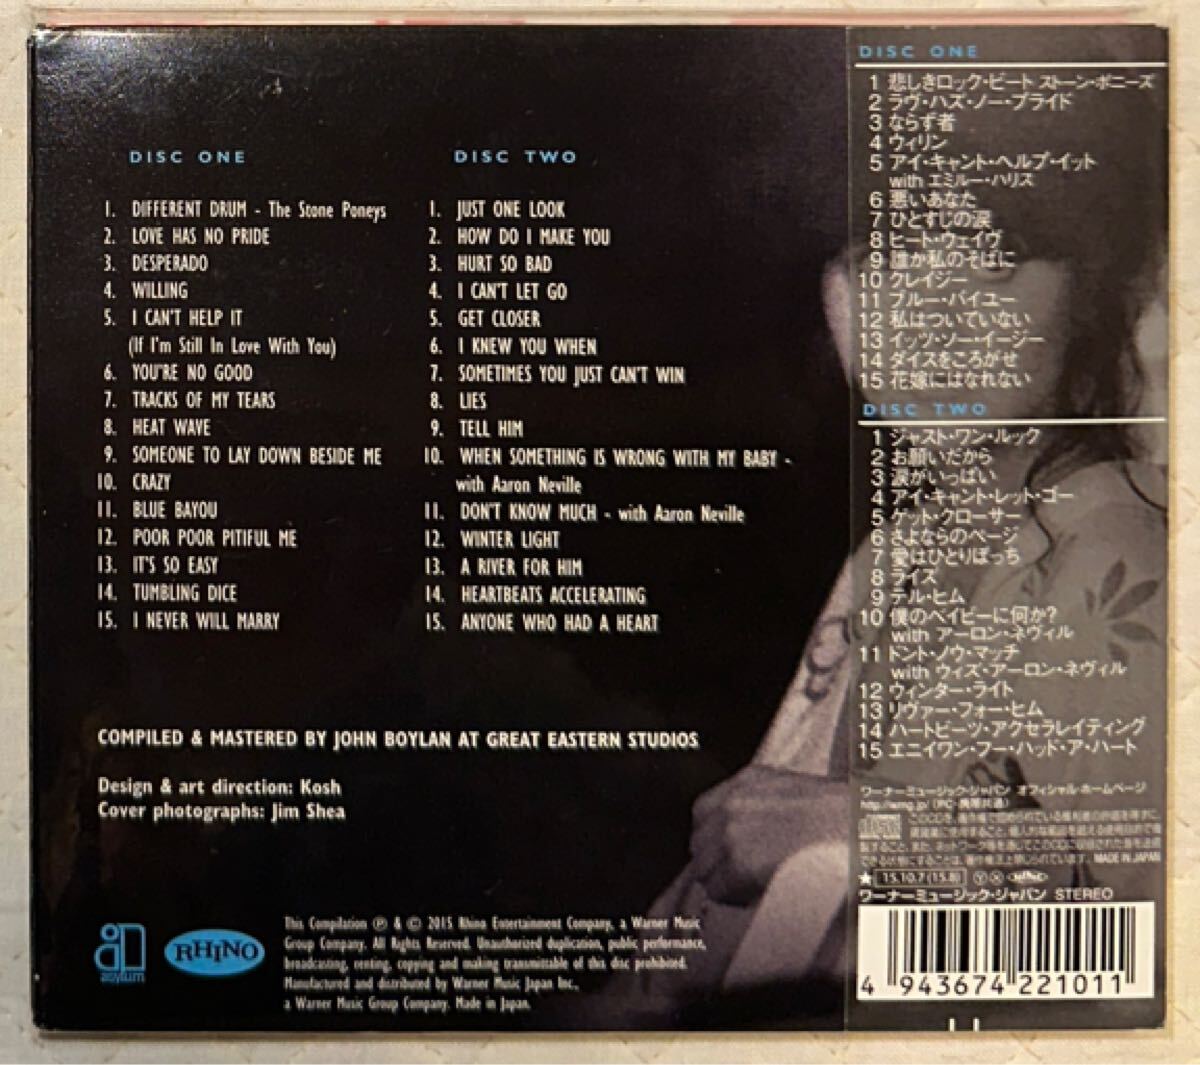 DISC ONE
1. DIFFERENT DRUM - The Stone Poneys
2. LOVE HAS NO PRIDE
3. DESPERADO
4. WILLING
5. I CAN'T HELP IT
(If I'm Still In Love With You)
6. YOU'RE NO GOOD
7. TRACKS OF MY TEARS
8. HEAT WAVE
9. SOMEONE TO LAY DOWN BESIDE ME
10. CRAZY
11. BLUE BAYOU
12. POOR POOR PITIFUL ME
13. IT'S SO EASY
14. TUMBLING DICE
15. I NEVER WILL MARRY
DISC TWO
1. JUST ONE LOOK
2. HOW DO I MAKE YOU
3. HURT SO BAD
4. I CAN'T LET GO
5. GET CLOSER
6. I KNEW YOU WHEN
7. SOMETIMES YOU JUST CAN'T WIN
8. LIES
9. TELL HIM
10. WHEN SOMETHING IS WRONG WITH MY BABY -
with Aaron Neville
11. DON'T KNOW MUCH - with Aaron Neville
12. WINTER LIGHT
13. A RIVER FOR HIM
14. HEARTBEATS ACCELERATING
15. ANYONE WHO HAD A HEART
COMPILED & MASTERED BY JOHN BOYLAN AT GREAT EASTERN STUDIOS
Design & art direction: Kosh
Cover photographs: Jim Shea
asylum
RHINO
This Compilation ℗ & © 2015 Rhino Entertainment Company, a Warner Music
Group Company. All Rights Reserved. Unauthorized duplication, public performance,
broadcasting, renting, copying and making transmittable of this disc prohibited.
Manufactured and distributed by Warner Music Japan Inc.,
a Warner Music Group Company. Made in Japan.
DISC ONE
1 悲しきロック・ビート ストーン・ポニーズ
2 ラヴ・ハズ・ノー・プライド
3 ならず者
4 ウィリン
5 アイ・キャント・ヘルプ・イット
with エミルー・ハリス
6 悪いあなた
7 ひとすじの涙
8 ヒート・ウェイヴ
9 誰か私のそばに
10 クレイジー
11 ブルー・バイユー
12 私はついていない
13 イッツ・ソー・イージー
14 ダイスをころがせ
15 花嫁にはなれない
DISC TWO
1 ジャスト・ワン・ルック
2 お願いだから
3 涙がいっぱい
4 アイ・キャント・レット・ゴー
5 ゲット・クローサー
6 さよならのページ
7 愛はひとりぼっち
8 ライズ
9 テル・ヒム
10 僕のベイビーに何か?
with アーロン・ネヴィル
11 ドント・ノウ・マッチ
with ウィズ・アーロン・ネヴィル
12 ウィンター・ライト
13 リヴァー・フォー・ヒム
14 ハートビーツ・アクセラレイティング
15 エニイワン・フー・ハッド・ア・ハート
ワーナーミュージック・ジャパン オフィシャル ホームページ
http://wmg.jp/ (PC・携帯共通)
MADE IN JAPAN
★ 15.10.7 (15.8)
ワーナーミュージック・ジャパン STEREO
4 943674 221011